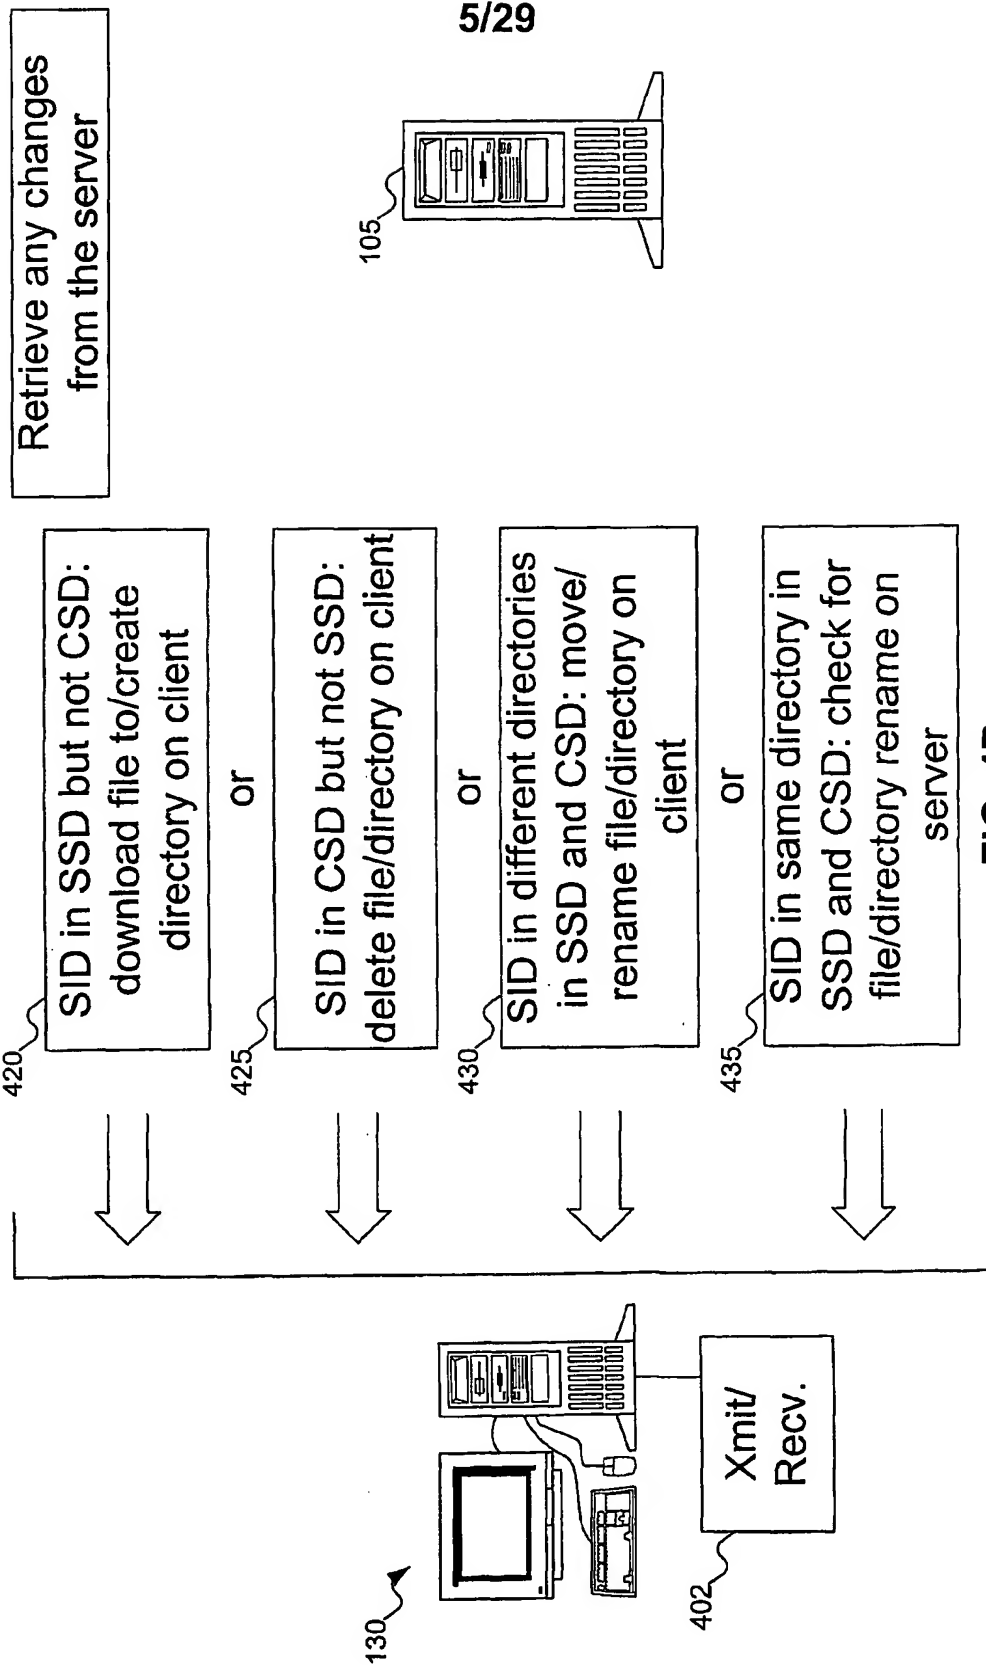 5/29
Retrieve any changes
from the server
105
420
SID in SSD but not CSD:
download file to/create
directory on client
or
425
SID in CSD but not SSD:
delete file/directory on client
or
430
SID in different directories
in SSD and CSD: move/
rename file/directory on
client
or
435
SID in same directory in
SSD and CSD: check for
file/directory rename on
server
130
402
Xmit/
Recv.